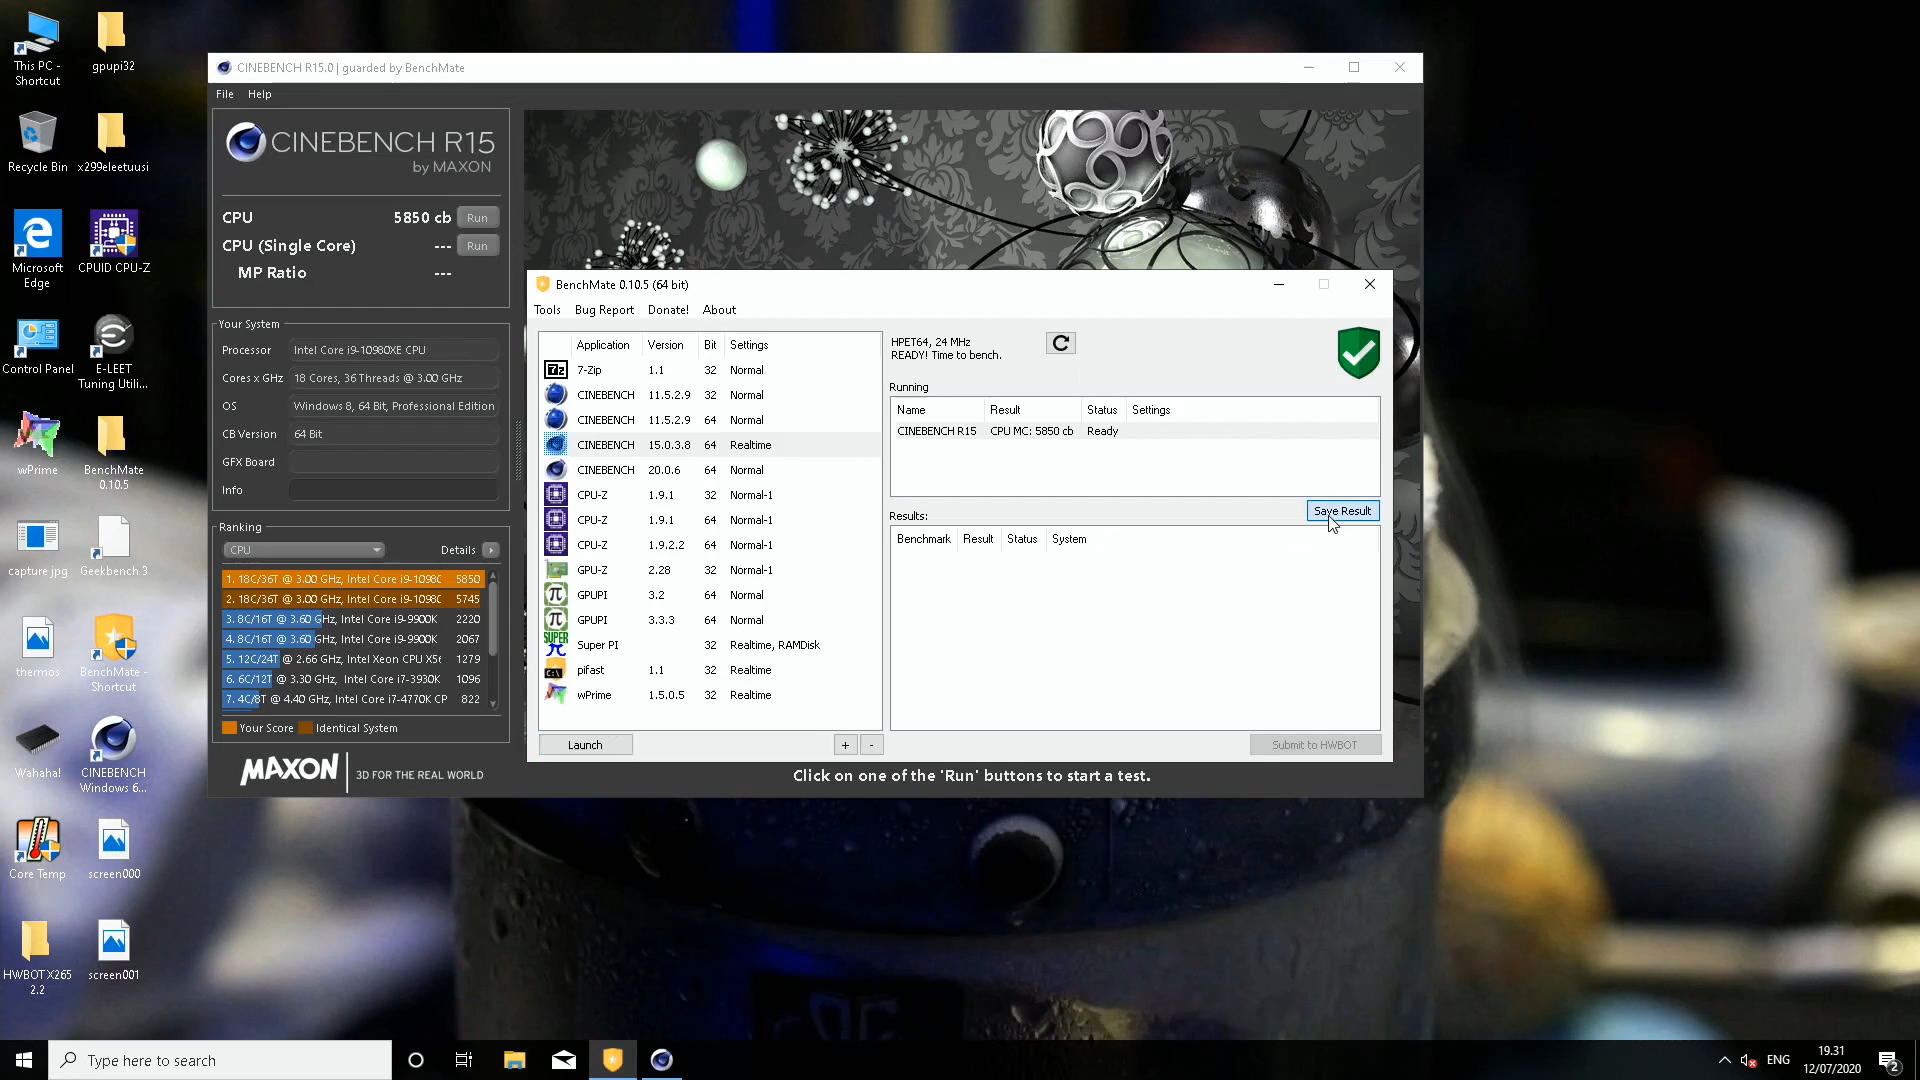 This PC -
Shortcut
gpupi32
Recycle Bin
x299eleetuusi
Microsoft
Edge
CPUID CPU-Z
Control Panel
E-LEET
Tuning Utili...
wPrime
BenchMate
0.10.5
capture jpg
Geekbench 3
thermos
BenchMate -
Shortcut
Wahaha!
CINEBENCH
Windows 6...
Core Temp
screen000
HWBOT X265
2.2
screen001
CINEBENCH R15.0 | guarded by BenchMate
File Help
CINEBENCH R15
by MAXON
CPU 5850 cb Run
CPU (Single Core) --- Run
MP Ratio ---
Your System
Processor Intel Core i9-10980XE CPU
Cores x GHz 18 Cores, 36 Threads @ 3.00 GHz
OS Windows 8, 64 Bit, Professional Edition
CB Version 64 Bit
GFX Board
Info
Ranking
CPU Details
1. 18C/36T @ 3.00 GHz, Intel Core i9-1098C 5850
2. 18C/36T @ 3.00 GHz, Intel Core i9-1098C 5745
3. 8C/16T @ 3.60 GHz, Intel Core i9-9900K 2220
4. 8C/16T @ 3.60 GHz, Intel Core i9-9900K 2067
5. 12C/24T @ 2.66 GHz, Intel Xeon CPU X56 1279
6. 6C/12T @ 3.30 GHz, Intel Core i7-3930K 1096
7. 4C/8T @ 4.40 GHz, Intel Core i7-4770K CP 822
Your Score Identical System
MAXON 3D FOR THE REAL WORLD
Click on one of the 'Run' buttons to start a test.
BenchMate 0.10.5 (64 bit)
Tools Bug Report Donate! About
Application Version Bit Settings
7-Zip 1.1 32 Normal
CINEBENCH 11.5.2.9 32 Normal
CINEBENCH 11.5.2.9 64 Normal
CINEBENCH 15.0.3.8 64 Realtime
CINEBENCH 20.0.6 64 Normal
CPU-Z 1.9.1 32 Normal-1
CPU-Z 1.9.1 64 Normal-1
CPU-Z 1.9.2.2 64 Normal-1
GPU-Z 2.28 32 Normal-1
GPUPI 3.2 64 Normal
GPUPI 3.3.3 64 Normal
SUPER
Super PI 32 Realtime, RAMDisk
pifast 1.1 32 Realtime
wPrime 1.5.0.5 32 Realtime
Launch + -
HPET64, 24 MHz
READY! Time to bench.
Running
Name Result Status Settings
CINEBENCH R15 CPU MC: 5850 cb Ready
Save Result
Results:
Benchmark Result Status System
Submit to HWBOT
Type here to search
ENG
19.31
12/07/2020
2